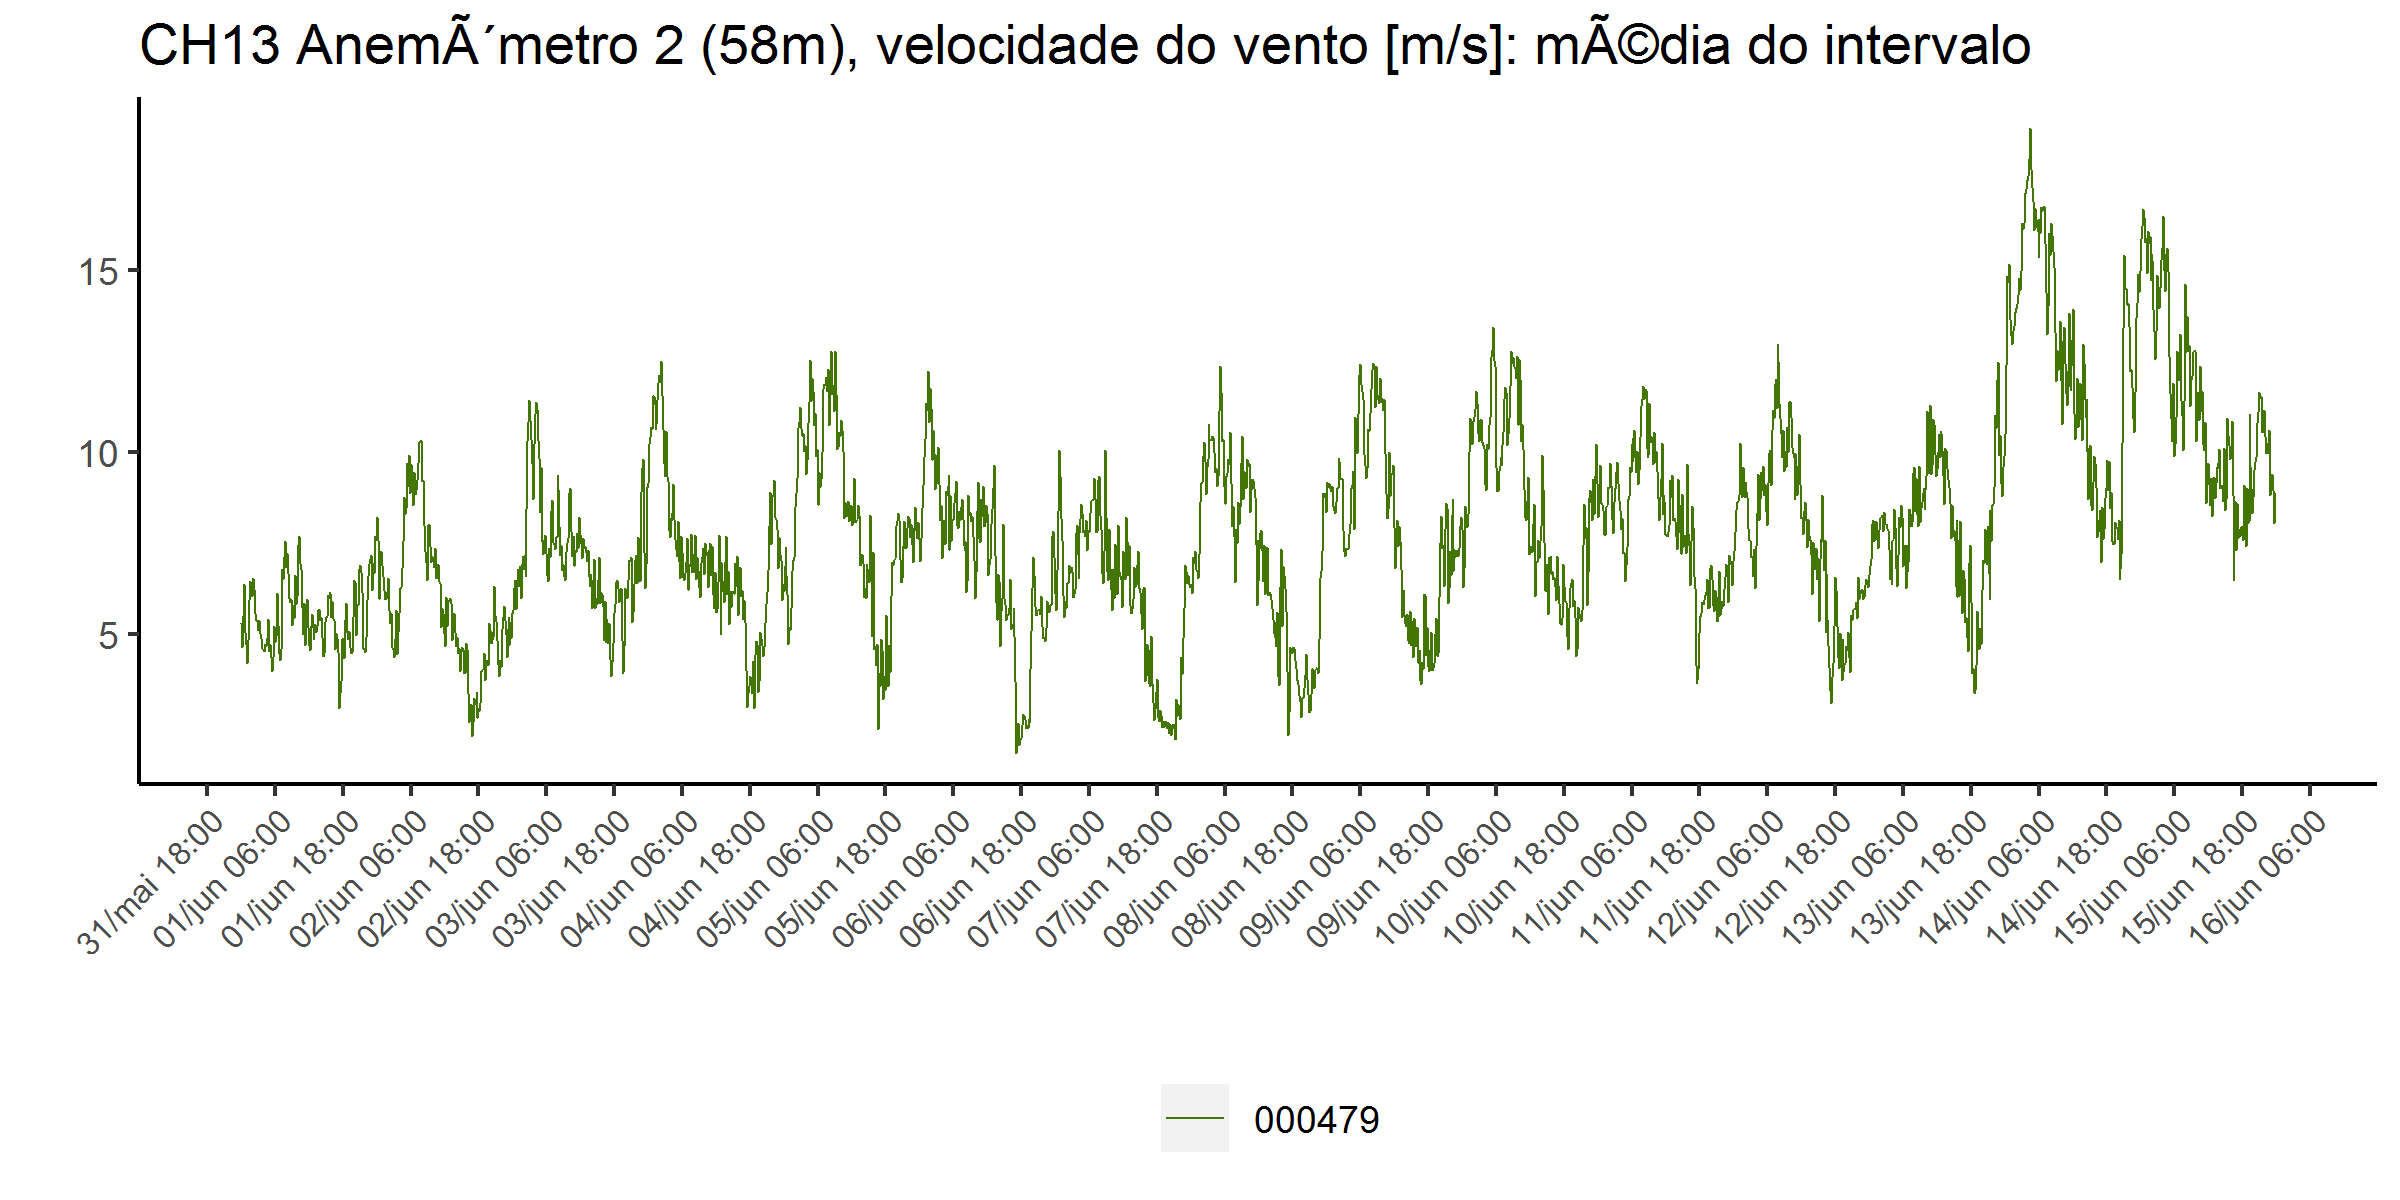 CH13 AnemÃ´metro 2 (58m), velocidade do vento [m/s]: mÃ©dia do intervalo
15
10
5
31/mai 18:00
01/jun 06:00
01/jun 18:00
02/jun 06:00
02/jun 18:00
03/jun 06:00
03/jun 18:00
04/jun 06:00
04/jun 18:00
05/jun 06:00
05/jun 18:00
06/jun 06:00
06/jun 18:00
07/jun 06:00
07/jun 18:00
08/jun 06:00
08/jun 18:00
09/jun 06:00
09/jun 18:00
10/jun 06:00
10/jun 18:00
11/jun 06:00
11/jun 18:00
12/jun 06:00
12/jun 18:00
13/jun 06:00
13/jun 18:00
14/jun 06:00
14/jun 18:00
15/jun 06:00
15/jun 18:00
16/jun 06:00
000479